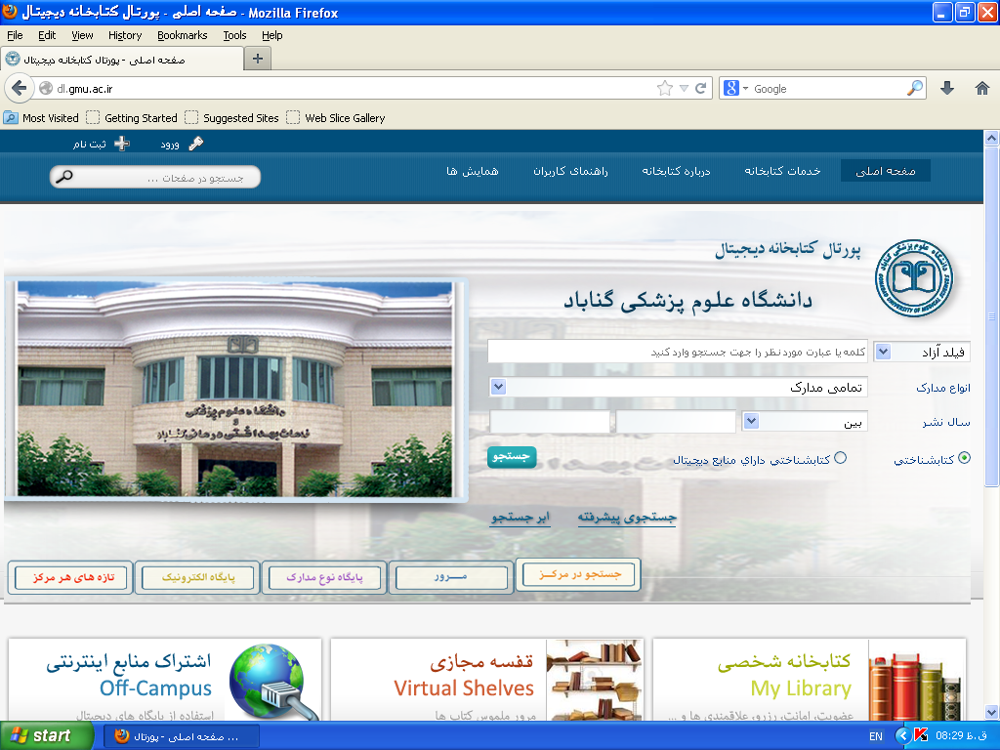 صفحه اصلی - پورتال کتابخانه دیجیتال - Mozilla Firefox
File Edit View History Bookmarks Tools Help
صفحه اصلی - پورتال کتابخانه دیجیتال
dl.gmu.ac.ir
Google
Most Visited Getting Started Suggested Sites Web Slice Gallery
ورود ثبت نام
صفحه اصلی خدمات کتابخانه درباره کتابخانه راهنمای کاربران همایش ها
جستجو در صفحات ...
پورتال کتابخانه دیجیتال
دانشگاه علوم پزشکی گناباد
فیلد آزاد کلمه یا عبارت مورد نظر را جهت جستجو وارد کنید
انواع مدارک تمامی مدارک
سال نشر بین
کتابشناختی کتابشناختی دارای منابع دیجیتال جستجو
جستجوی پیشرفته ابر جستجو
دانشگاه علوم پزشکی
و
خدمات بهداشتی درمانی گناباد
جستجو در مرکز مـــرور پایگاه نوع مدارک پایگاه الکترونیک تازه های هر مرکز
کتابخانه شخصی
My Library
عضویت، امانت، رزرو، علاقمندی ها و ...
قفسه مجازی
Virtual Shelves
مرور ملموس کتاب ها
اشتراک منابع اینترنتی
Off-Campus
استفاده از پایگاه های دیجیتال
start
صفحه اصلی - پورتال ...
EN
08:29 ق.ظ